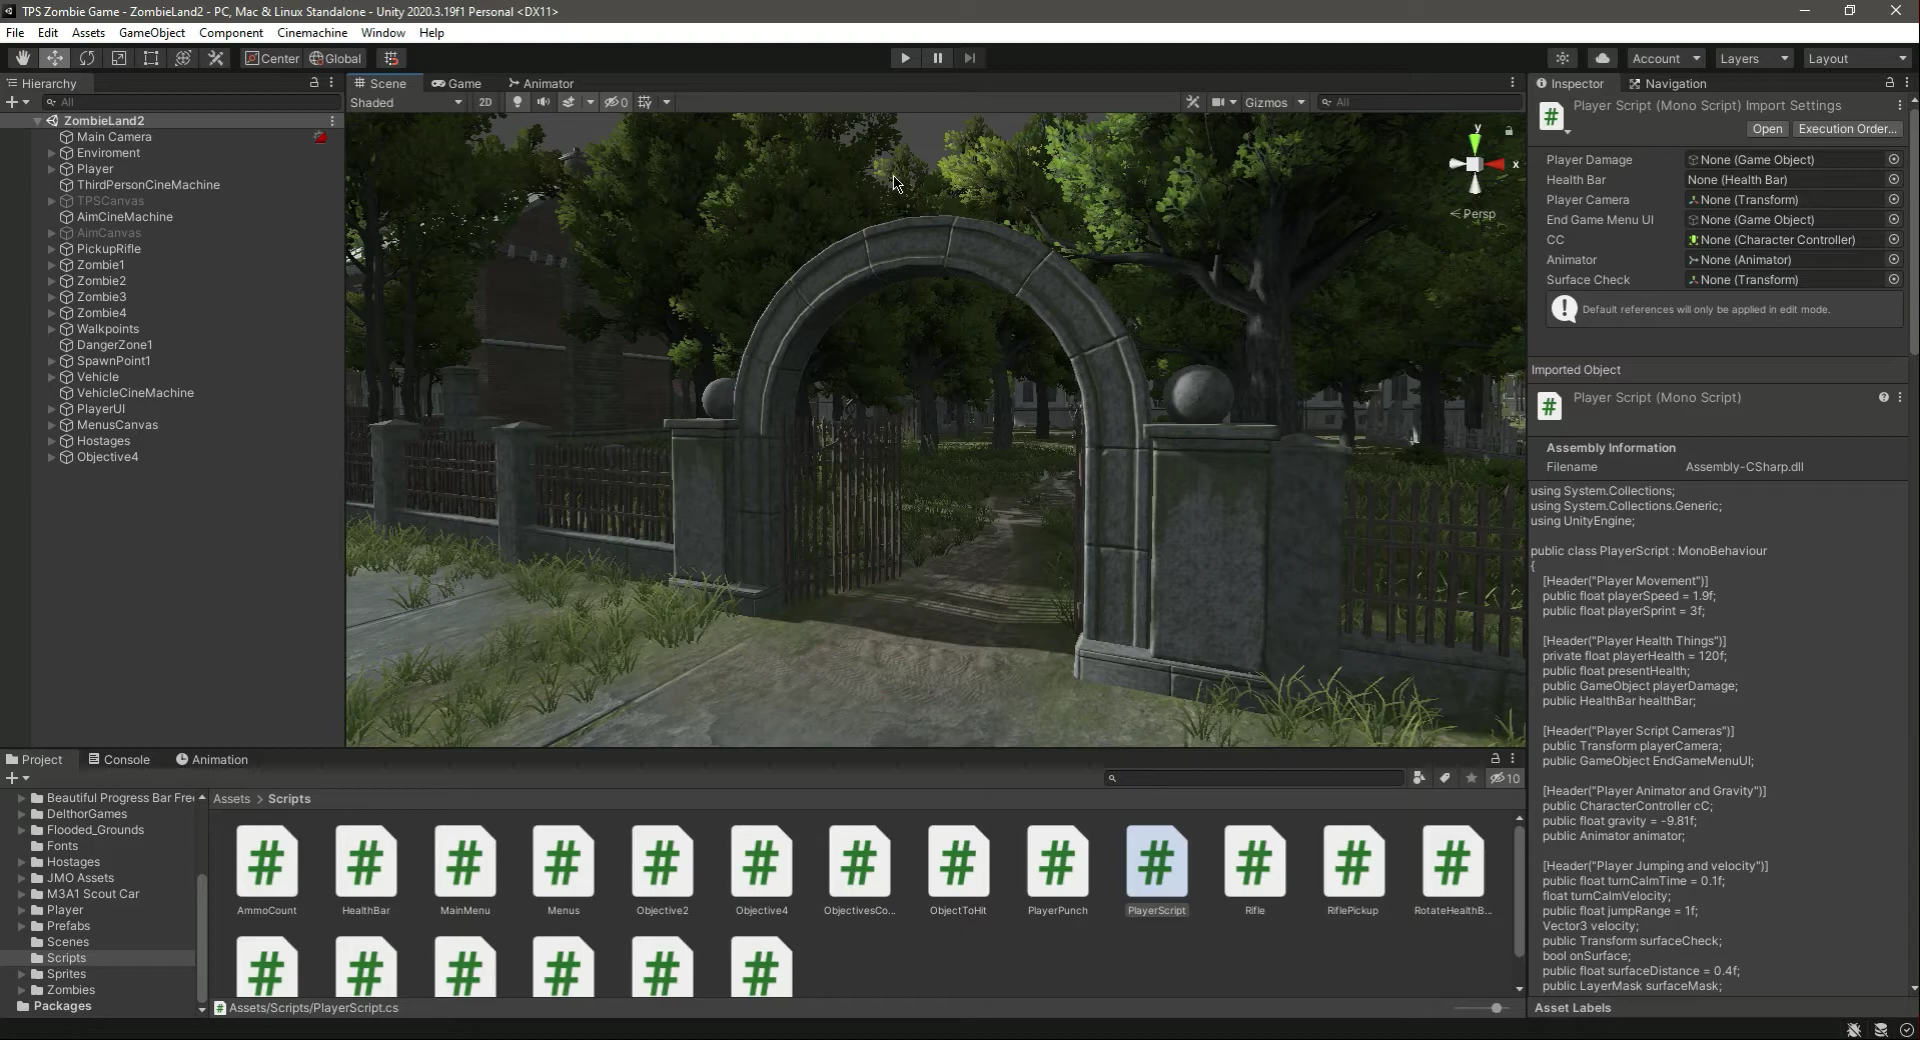 TPS Zombie Game - ZombieLand2 - PC, Mac & Linux Standalone - Unity 2020.3.19f1 Personal <DX11>
File Edit Assets GameObject Component Cinemachine Window Help
Center Global Account Layers Layout
Hierarchy
All
ZombieLand2
Main Camera
Enviroment
Player
ThirdPersonCineMachine
TPSCanvas
AimCineMachine
AimCanvas
PickupRifle
Zombie1
Zombie2
Zombie3
Zombie4
Walkpoints
DangerZone1
SpawnPoint1
Vehicle
VehicleCineMachine
PlayerUI
MenusCanvas
Hostages
Objective4
Scene Game Animator
Shaded 2D 0 Gizmos All
y
x
< Persp
Inspector Navigation
Player Script (Mono Script) Import Settings
Open Execution Order...
Player Damage None (Game Object)
Health Bar None (Health Bar)
Player Camera None (Transform)
End Game Menu UI None (Game Object)
CC None (Character Controller)
Animator None (Animator)
Surface Check None (Transform)
Default references will only be applied in edit mode.
Imported Object
Player Script (Mono Script)
Assembly Information
Filename Assembly-CSharp.dll
using System.Collections;
using System.Collections.Generic;
using UnityEngine;
public class PlayerScript : MonoBehaviour
{
[Header("Player Movement")]
public float playerSpeed = 1.9f;
public float playerSprint = 3f;
[Header("Player Health Things")]
private float playerHealth = 120f;
public float presentHealth;
public GameObject playerDamage;
public HealthBar healthBar;
[Header("Player Script Cameras")]
public Transform playerCamera;
public GameObject EndGameMenuUI;
[Header("Player Animator and Gravity")]
public CharacterController cC;
public float gravity = -9.81f;
public Animator animator;
[Header("Player Jumping and velocity")]
public float turnCalmTime = 0.1f;
float turnCalmVelocity;
public float jumpRange = 1f;
Vector3 velocity;
public Transform surfaceCheck;
bool onSurface;
public float surfaceDistance = 0.4f;
public LayerMask surfaceMask;
Asset Labels
Project Console Animation
10
Beautiful Progress Bar Free
DelthorGames
Flooded_Grounds
Fonts
Hostages
JMO Assets
M3A1 Scout Car
Player
Prefabs
Scenes
Scripts
Sprites
Zombies
Packages
Assets > Scripts
AmmoCount HealthBar MainMenu Menus Objective2 Objective4 ObjectivesCo... ObjectToHit PlayerPunch PlayerScript Rifle RiflePickup RotateHealthB...
Assets/Scripts/PlayerScript.cs